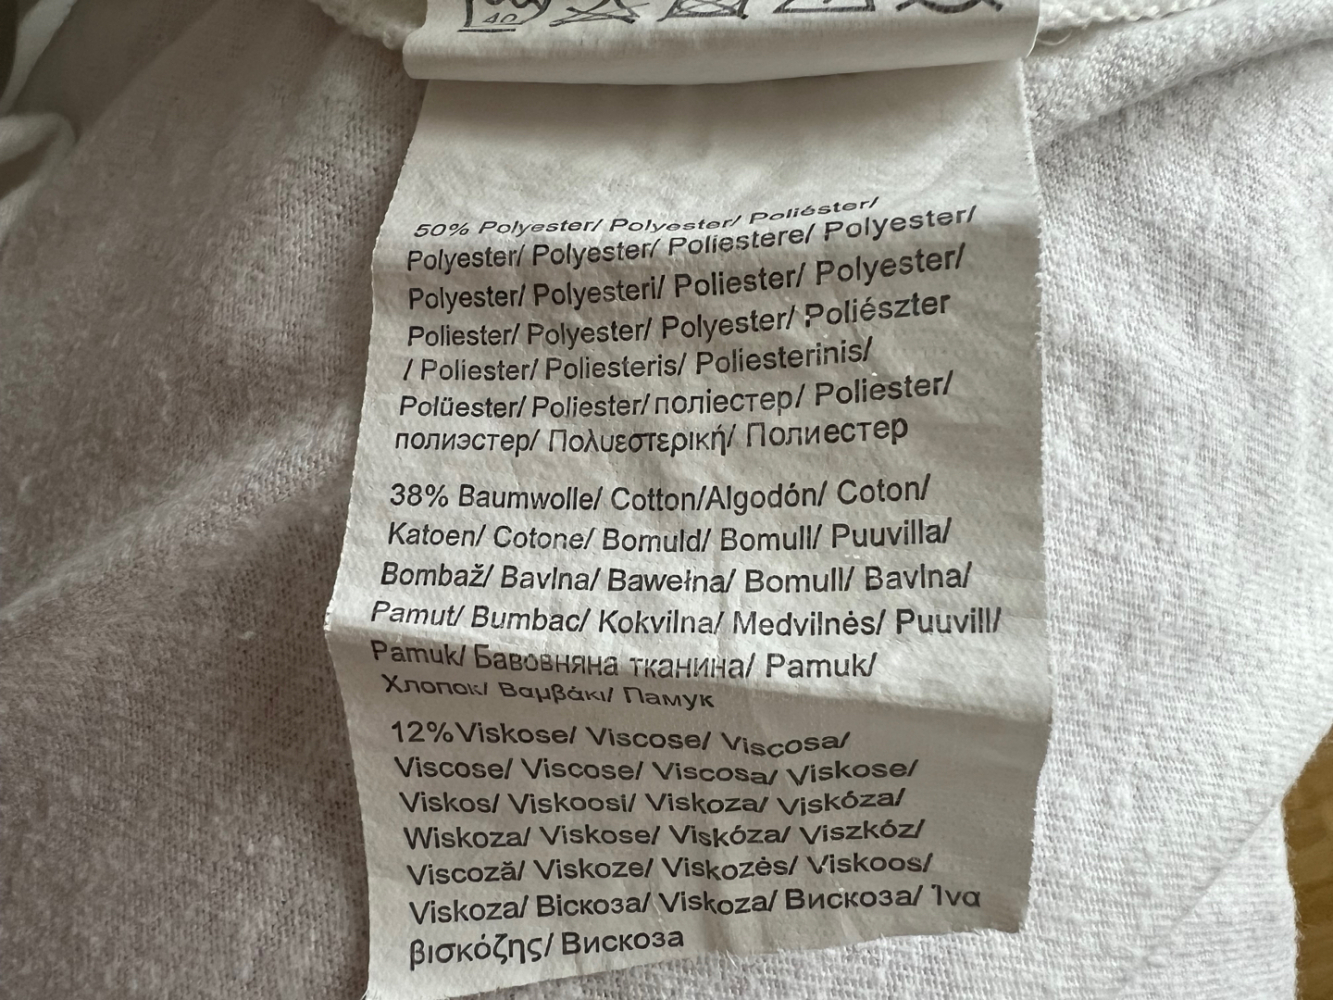 40
50% Polyester/ Polyester/ Poliéster/
Polyester/ Polyester/ Poliestere/ Polyester/
Polyester/ Polyesteri/ Poliester/ Polyester/
Poliester/ Polyester/ Polyester/ Poliészter
/ Poliester/ Poliesteris/ Poliesterinis/
Polüester/ Poliester/ поліестер/ Poliester/
полиэстер/ Πολυεστερική/ Полиестер
38% Baumwolle/ Cotton/Algodón/ Coton/
Katoen/ Cotone/ Bomuld/ Bomull/ Puuvilla/
Bombaž/ Bavlna/ Bawełna/ Bomull/ Bavlna/
Pamut/ Bumbac/ Kokvilna/ Medvilnės/ Puuvill/
Pamuk/ Бавовняна тканина/ Pamuk/
Хлопок/ Βαμβάκι/ Памук
12% Viskose/ Viscose/ Viscosa/
Viscose/ Viscose/ Viscosa/ Viskose/
Viskos/ Viskoosi/ Viskoza/ Viskóza/
Wiskoza/ Viskose/ Viskóza/ Viszkóz/
Viscoză/ Viskoze/ Viskozės/ Viskoos/
Viskoza/ Віскоза/ Viskoza/ Вискоза/ Ίνα
βισκόζης/ Вискоза